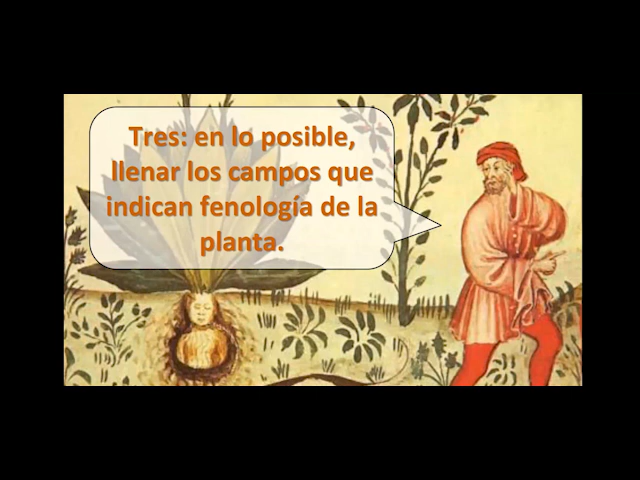 Tres: en lo posible,
llenar los campos que
indican fenología de la
planta.